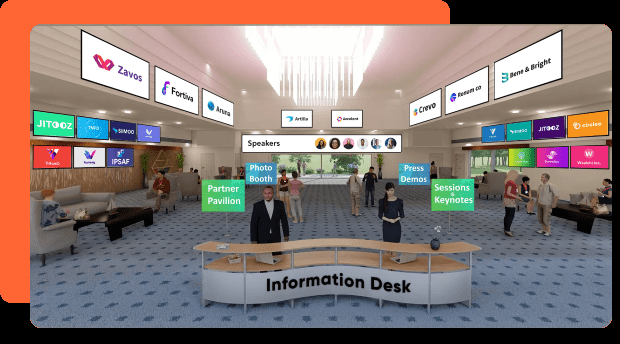 Zavos
Fortiva
Aruna
Artilla
Crevo
Ronum co
Bene & Bright
JITOOZ
SIMOO
IPSAF
JITOOZ
Speakers
Photo
Booth
Press
Demos
Partner
Pavilion
Sessions
&
Keynotes
Information Desk